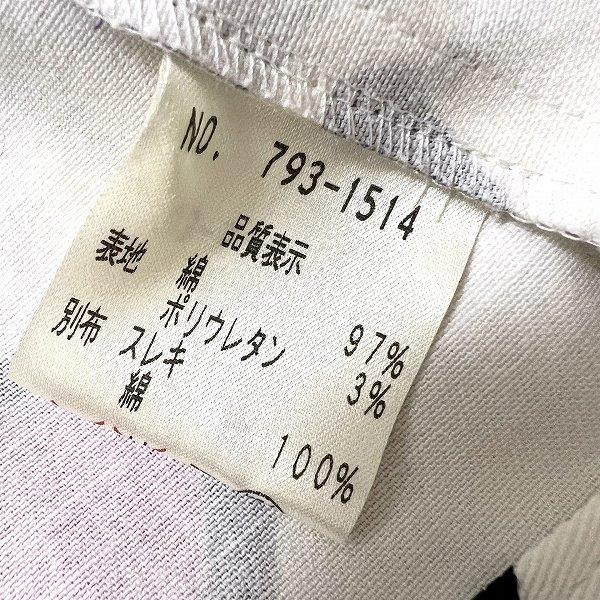 NO. 793-1514
品質表示
表地 綿 97%
ポリウレタン 3%
別布 スレキ
綿 100%